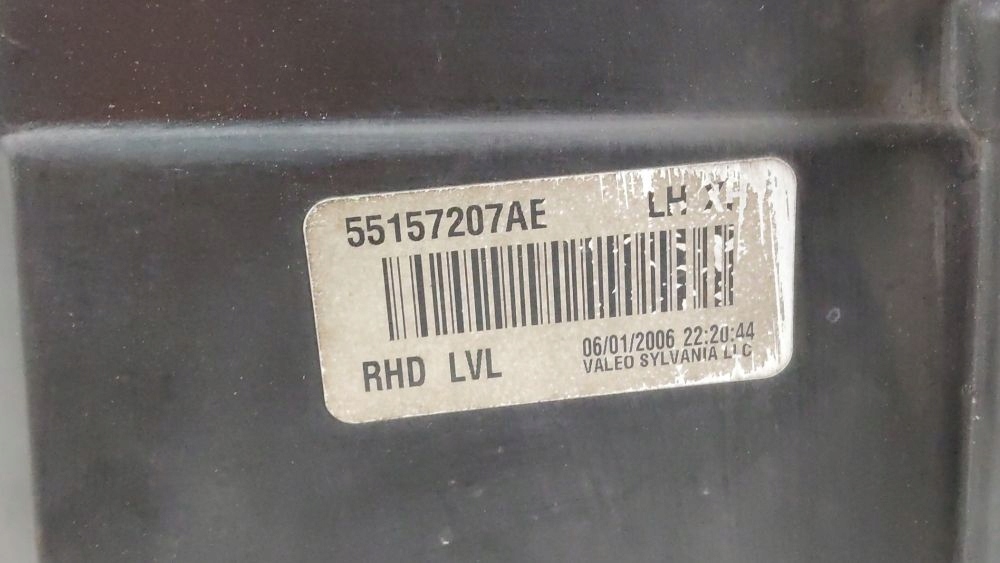 55157207AE LH
RHD LVL
06/01/2006 22:20:44
VALEO SYLVANIA LLC